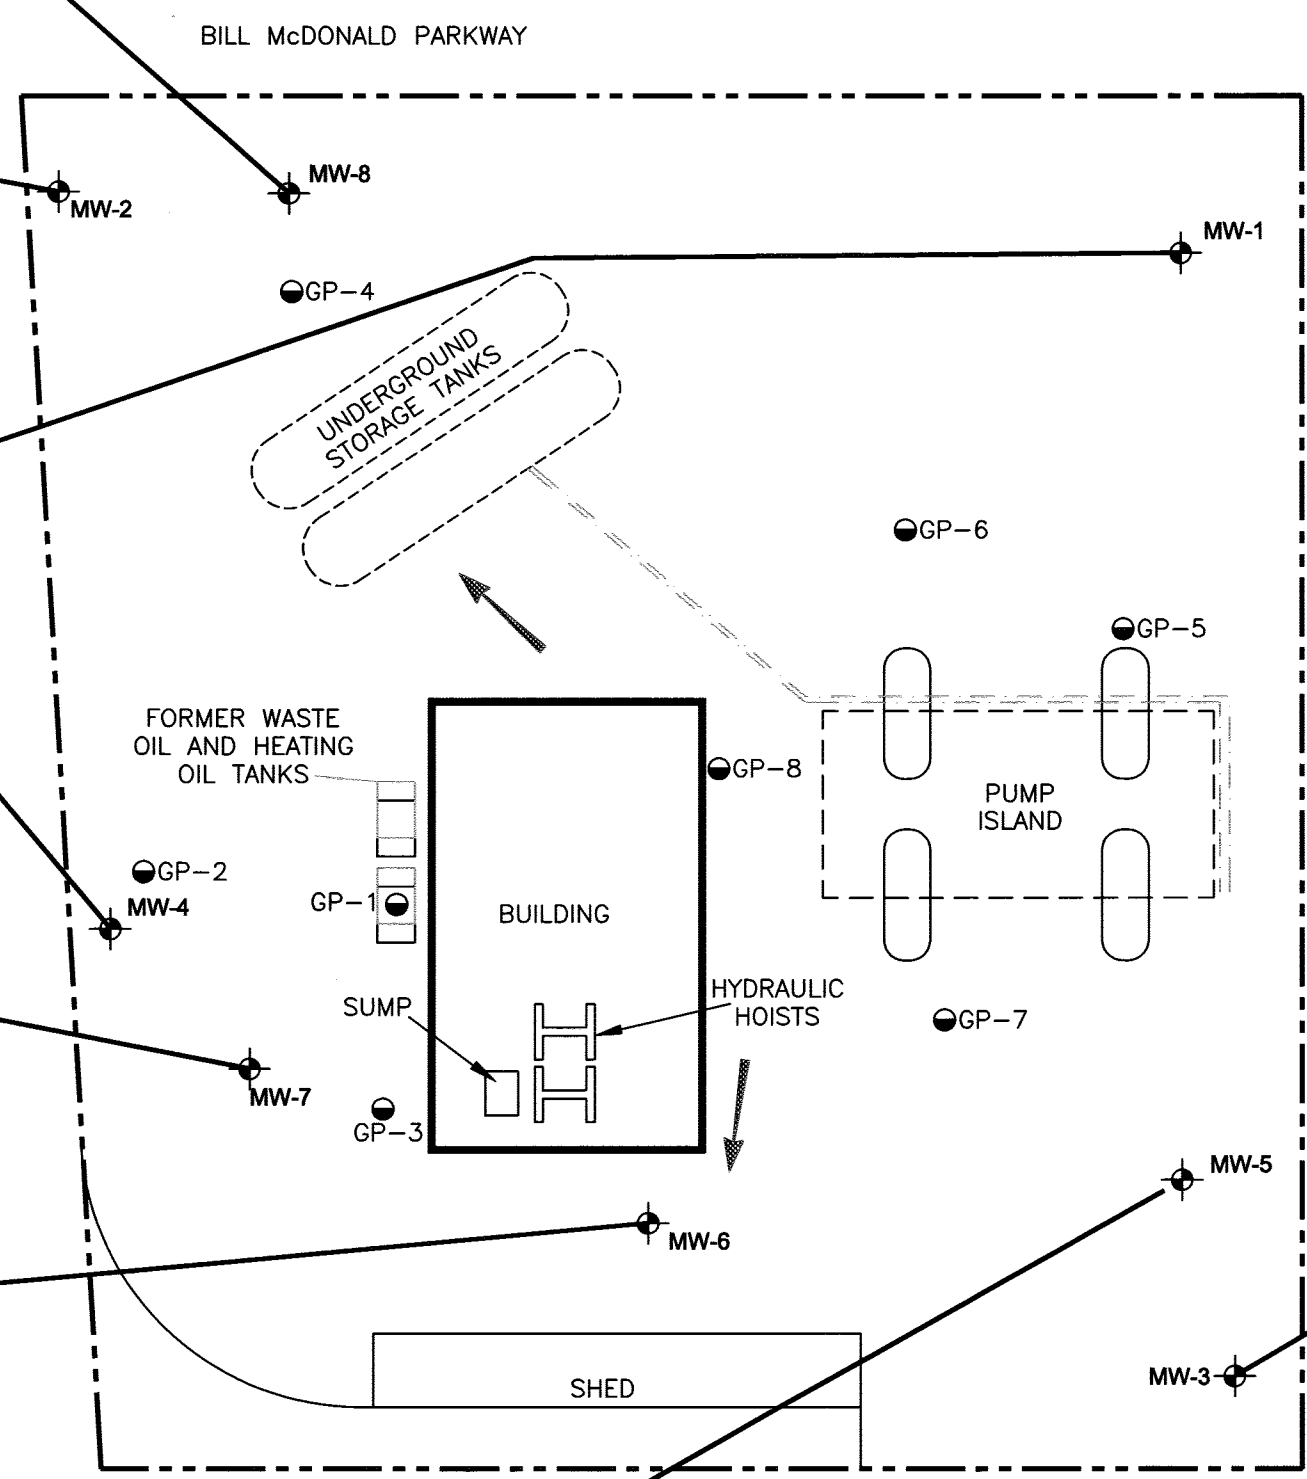 BILL McDONALD PARKWAY
MW-8
MW-2
MW-1
GP-4
UNDERGROUND
STORAGE TANKS
GP-6
GP-5
FORMER WASTE
OIL AND HEATING
OIL TANKS
GP-8
PUMP
ISLAND
GP-2
MW-4
GP-1
BUILDING
SUMP
HYDRAULIC
HOISTS
GP-7
MW-7
GP-3
MW-5
MW-6
MW-3
SHED